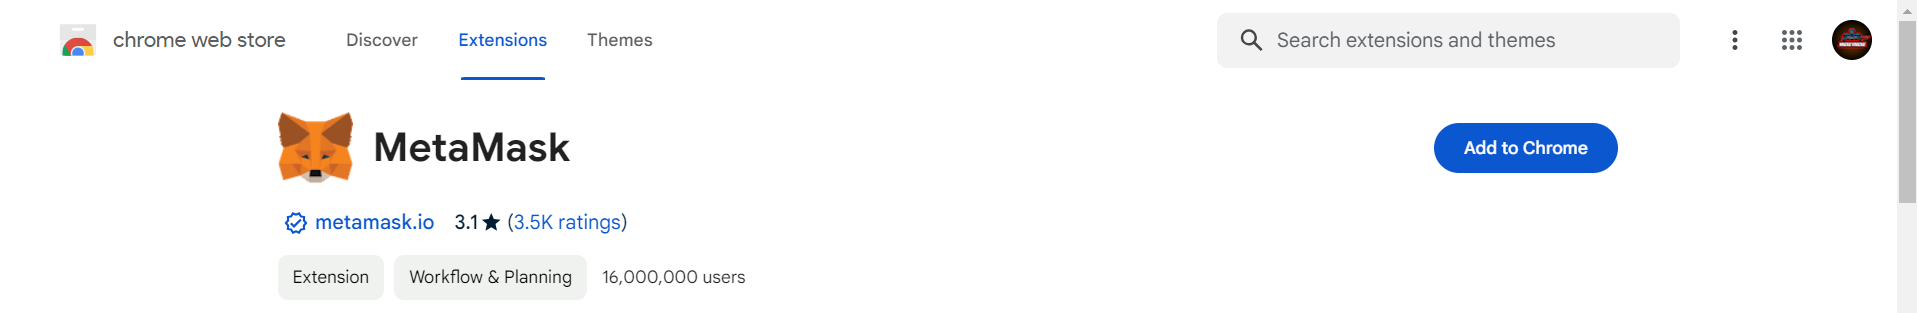 chrome web store Discover Extensions Themes Search extensions and themes
MetaMask Add to Chrome
metamask.io 3.1★ (3.5K ratings)
Extension Workflow & Planning 16,000,000 users